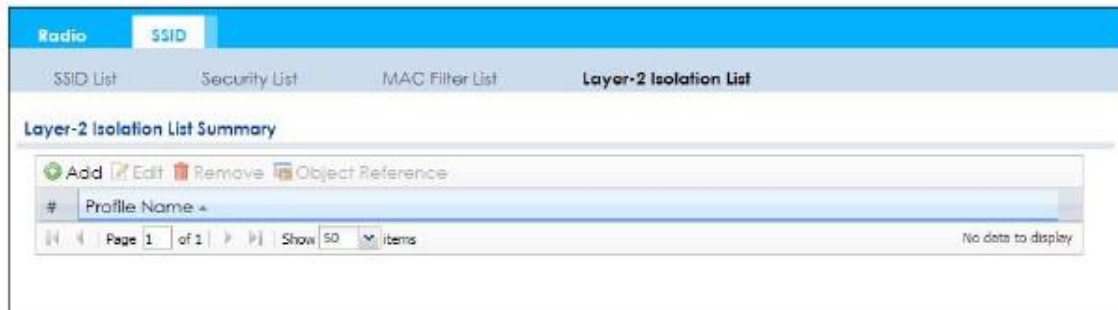 Radio SSID
SSID List Security List MAC Filter List Layer-2 Isolation List
Layer-2 Isolation List Summary
Add Edit Remove Object Reference
# Profile Name
Page 1 of 1 Show 50 items No data to display